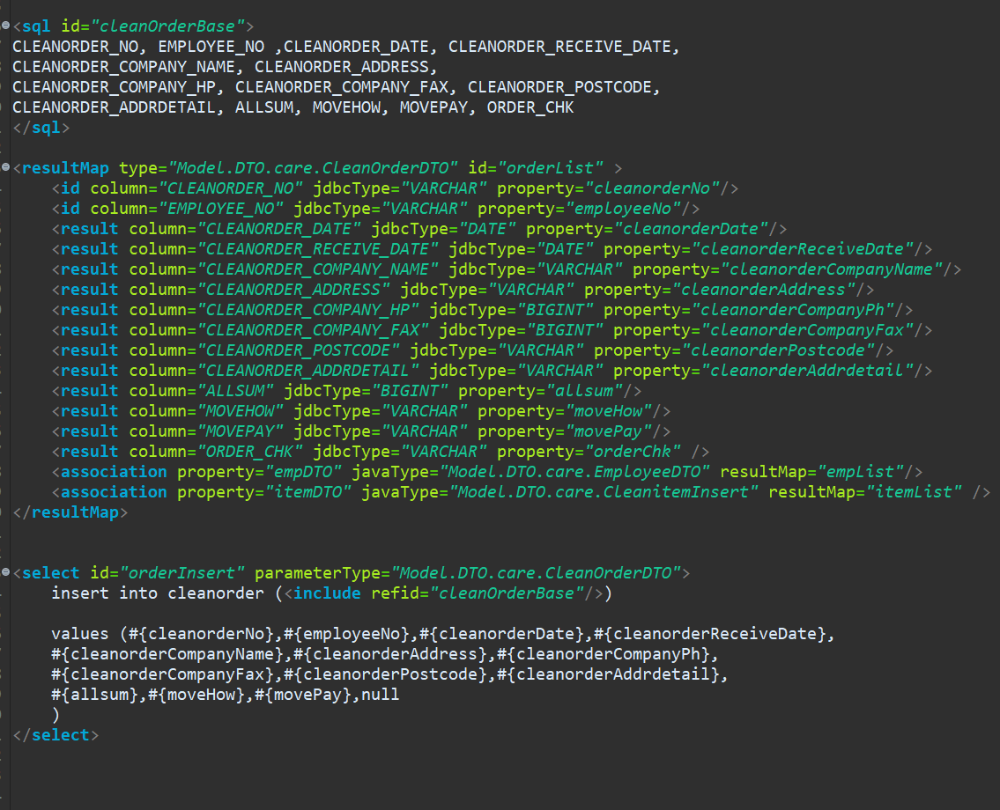 <sql id="cleanOrderBase">
CLEANORDER_NO, EMPLOYEE_NO ,CLEANORDER_DATE, CLEANORDER_RECEIVE_DATE,
CLEANORDER_COMPANY_NAME, CLEANORDER_ADDRESS,
CLEANORDER_COMPANY_HP, CLEANORDER_COMPANY_FAX, CLEANORDER_POSTCODE,
CLEANORDER_ADDRDETAIL, ALLSUM, MOVEHOW, MOVEPAY, ORDER_CHK
</sql>
<resultMap type="Model.DTO.care.CleanOrderDTO" id="orderList" >
<id column="CLEANORDER_NO" jdbcType="VARCHAR" property="cleanorderNo"/>
<id column="EMPLOYEE_NO" jdbcType="VARCHAR" property="employeeNo"/>
<result column="CLEANORDER_DATE" jdbcType="DATE" property="cleanorderDate"/>
<result column="CLEANORDER_RECEIVE_DATE" jdbcType="DATE" property="cleanorderReceiveDate"/>
<result column="CLEANORDER_COMPANY_NAME" jdbcType="VARCHAR" property="cleanorderCompanyName"/>
<result column="CLEANORDER_ADDRESS" jdbcType="VARCHAR" property="cleanorderAddress"/>
<result column="CLEANORDER_COMPANY_HP" jdbcType="BIGINT" property="cleanorderCompanyPh"/>
<result column="CLEANORDER_COMPANY_FAX" jdbcType="BIGINT" property="cleanorderCompanyFax"/>
<result column="CLEANORDER_POSTCODE" jdbcType="VARCHAR" property="cleanorderPostcode"/>
<result column="CLEANORDER_ADDRDETAIL" jdbcType="VARCHAR" property="cleanorderAddrdetail"/>
<result column="ALLSUM" jdbcType="BIGINT" property="allsum"/>
<result column="MOVEHOW" jdbcType="VARCHAR" property="moveHow"/>
<result column="MOVEPAY" jdbcType="VARCHAR" property="movePay"/>
<result column="ORDER_CHK" jdbcType="VARCHAR" property="orderChk" />
<association property="empDTO" javaType="Model.DTO.care.EmployeeDTO" resultMap="empList"/>
<association property="itemDTO" javaType="Model.DTO.care.CleanitemInsert" resultMap="itemList" />
</resultMap>
<select id="orderInsert" parameterType="Model.DTO.care.CleanOrderDTO">
insert into cleanorder (<include refid="cleanOrderBase"/>)
values (#{cleanorderNo},#{employeeNo},#{cleanorderDate},#{cleanorderReceiveDate},
#{cleanorderCompanyName},#{cleanorderAddress},#{cleanorderCompanyPh},
#{cleanorderCompanyFax},#{cleanorderPostcode},#{cleanorderAddrdetail},
#{allsum},#{moveHow},#{movePay},null
)
</select>